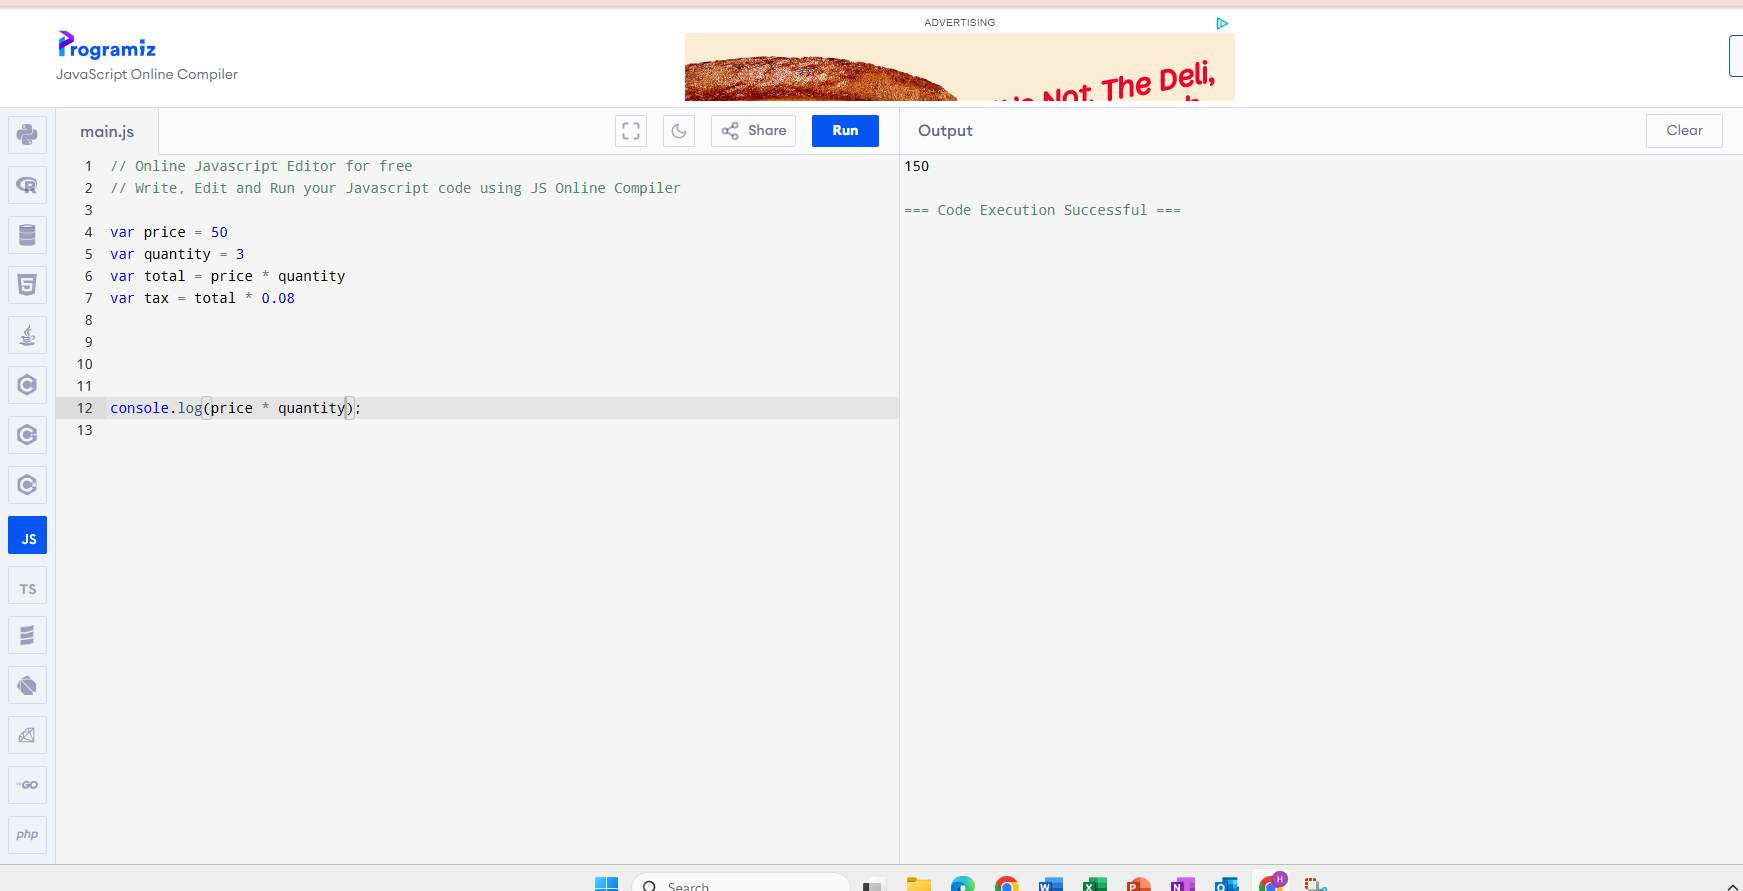 ADVERTISING
Programiz
JavaScript Online Compiler
Not The Deli,
main.js
Share
Run
Output
Clear
1 // Online Javascript Editor for free
2 // Write, Edit and Run your Javascript code using JS Online Compiler
3
4 var price = 50
5 var quantity = 3
6 var total = price * quantity
7 var tax = total * 0.08
8
9
10
11
12 console.log(price * quantity);
13
150
=== Code Execution Successful ===
JS
TS
GO
php
Search
H